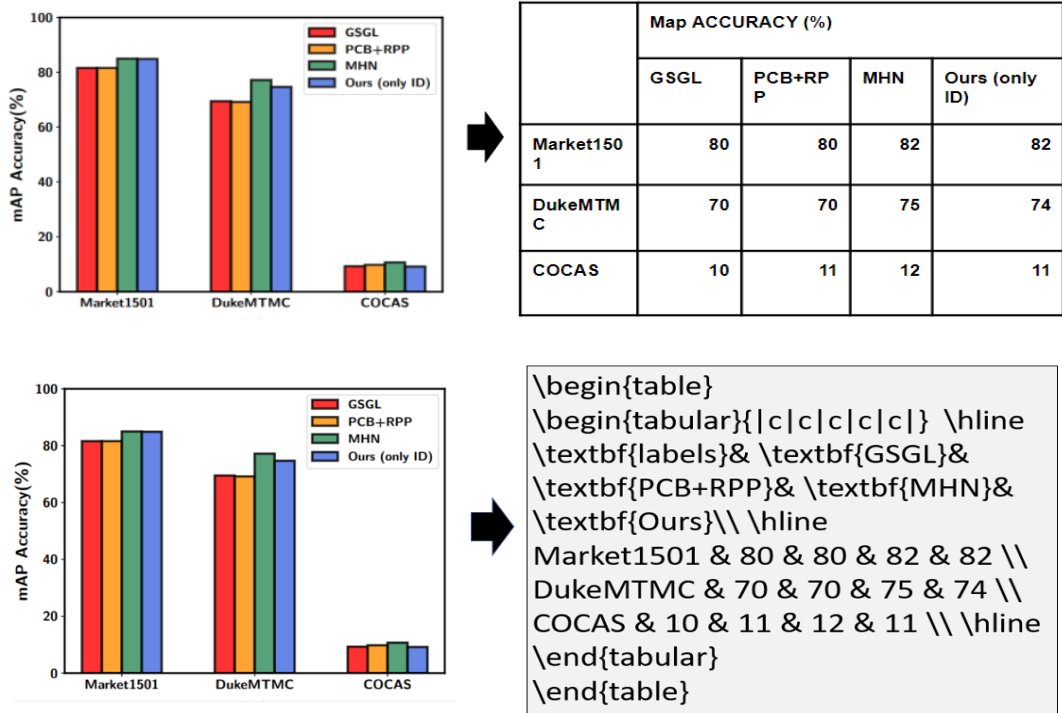 100
80
60
40
20
0
mAP Accuracy(%)
GSGL
PCB+RPP
MHN
Ours (only ID)
Market1501 DukeMTMC COCAS
Map ACCURACY (%)
GSGL PCB+RP MHN Ours (only
P ID)
Market150 80 80 82 82
1
DukeMTM 70 70 75 74
C
COCAS 10 11 12 11
100
80
60
40
20
0
mAP Accuracy(%)
GSGL
PCB+RPP
MHN
Ours (only ID)
Market1501 DukeMTMC COCAS
\begin{table}
\begin{tabular}{|c|c|c|c|c|} \hline
\textbf{labels}& \textbf{GSGL}&
\textbf{PCB+RPP}& \textbf{MHN}&
\textbf{Ours}\\ \hline
Market1501 & 80 & 80 & 82 & 82 \\
DukeMTMC & 70 & 70 & 75 & 74 \\
COCAS & 10 & 11 & 12 & 11 \\ \hline
\end{tabular}
\end{table}